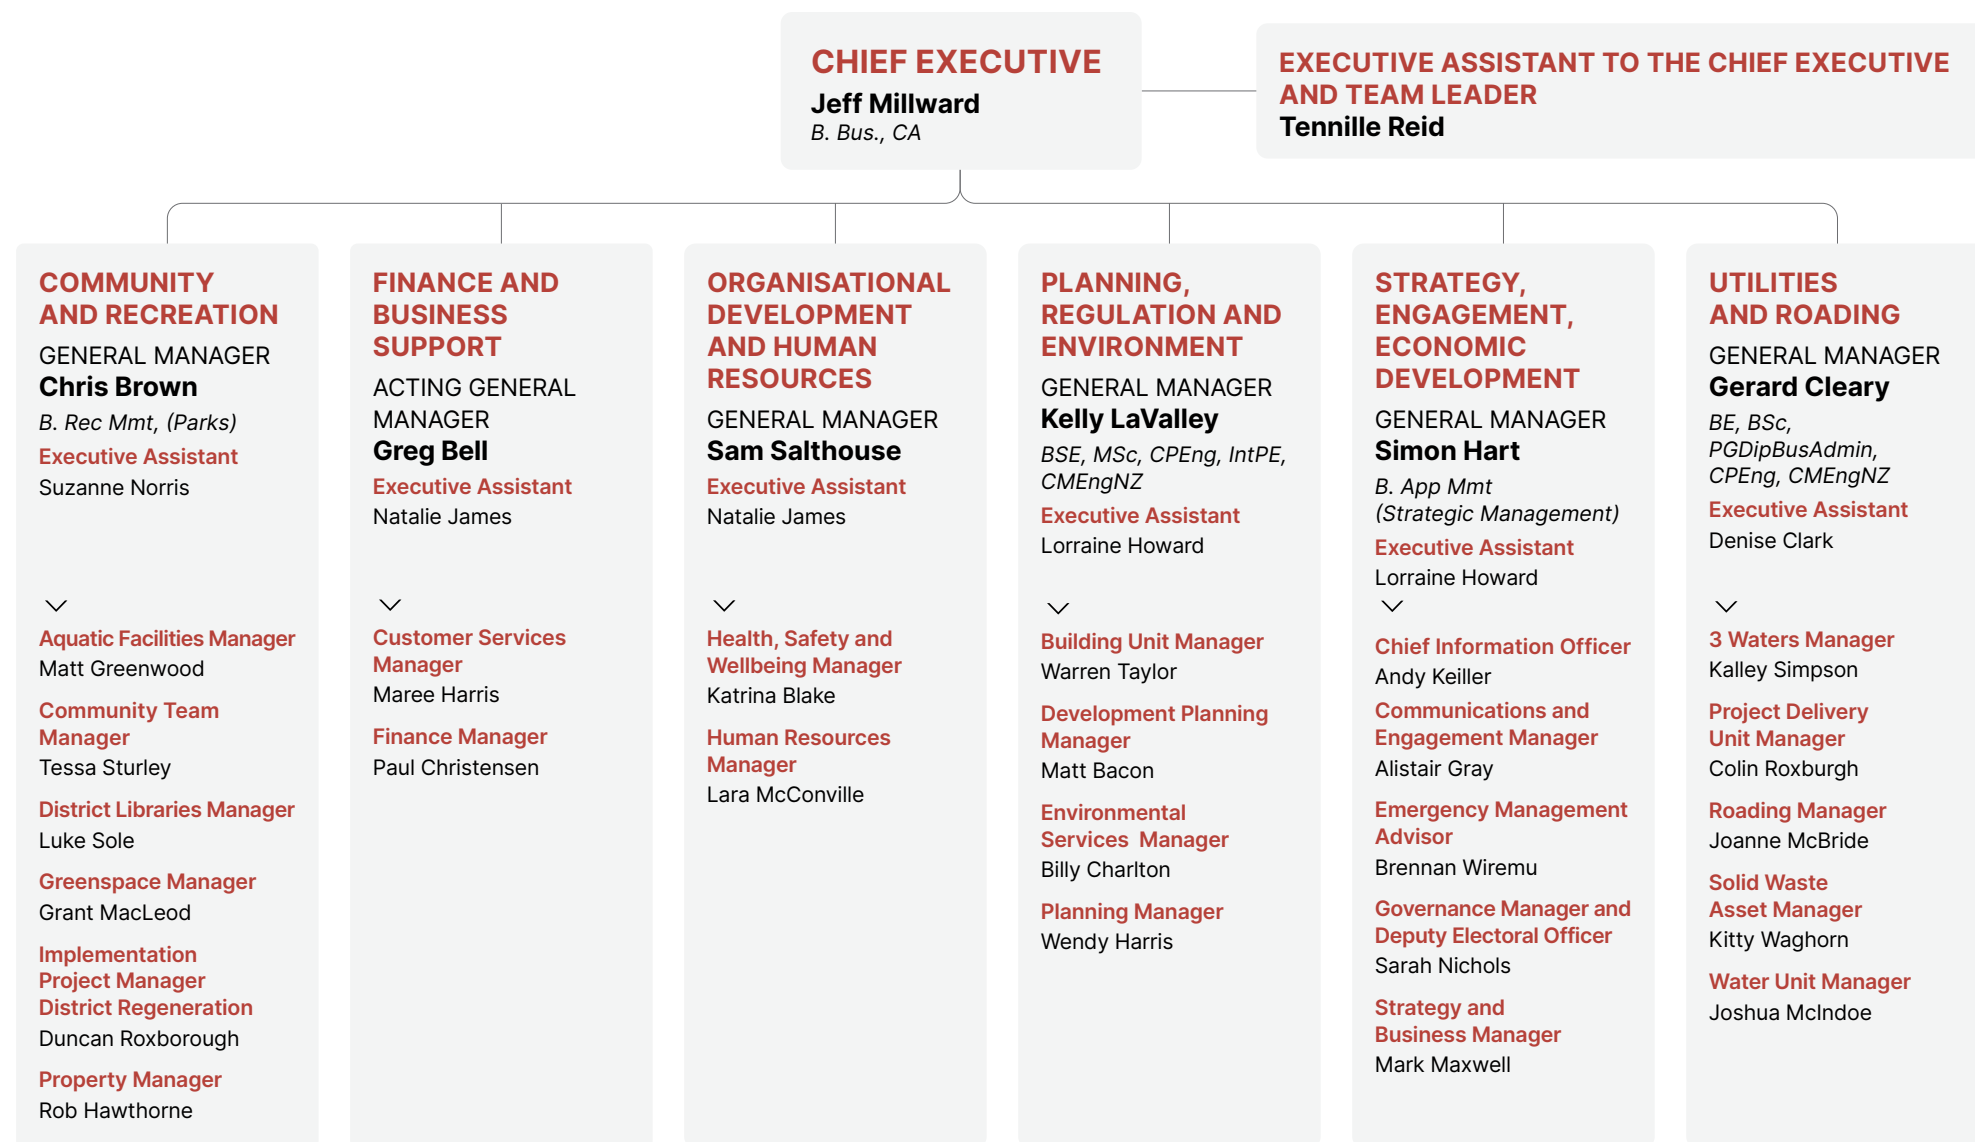 CHIEF EXECUTIVE
Jeff Millward
B. Bus., CA
EXECUTIVE ASSISTANT TO THE CHIEF EXECUTIVE
AND TEAM LEADER
Tennille Reid
COMMUNITY
AND RECREATION
GENERAL MANAGER
Chris Brown
B. Rec Mmt, (Parks)
Executive Assistant
Suzanne Norris
Aquatic Facilities Manager
Matt Greenwood
Community Team
Manager
Tessa Sturley
District Libraries Manager
Luke Sole
Greenspace Manager
Grant MacLeod
Implementation
Project Manager
District Regeneration
Duncan Roxborough
Property Manager
Rob Hawthorne
FINANCE AND
BUSINESS
SUPPORT
ACTING GENERAL
MANAGER
Greg Bell
Executive Assistant
Natalie James
Customer Services
Manager
Maree Harris
Finance Manager
Paul Christensen
ORGANISATIONAL
DEVELOPMENT
AND HUMAN
RESOURCES
GENERAL MANAGER
Sam Salthouse
Executive Assistant
Natalie James
Health, Safety and
Wellbeing Manager
Katrina Blake
Human Resources
Manager
Lara McConville
PLANNING,
REGULATION AND
ENVIRONMENT
GENERAL MANAGER
Kelly LaValley
BSE, MSc, CPEng, IntPE,
CMEngNZ
Executive Assistant
Lorraine Howard
Building Unit Manager
Warren Taylor
Development Planning
Manager
Matt Bacon
Environmental
Services Manager
Billy Charlton
Planning Manager
Wendy Harris
STRATEGY,
ENGAGEMENT,
ECONOMIC
DEVELOPMENT
GENERAL MANAGER
Simon Hart
B. App Mmt
(Strategic Management)
Executive Assistant
Lorraine Howard
Chief Information Officer
Andy Keiller
Communications and
Engagement Manager
Alistair Gray
Emergency Management
Advisor
Brennan Wiremu
Governance Manager and
Deputy Electoral Officer
Sarah Nichols
Strategy and
Business Manager
Mark Maxwell
UTILITIES
AND ROADING
GENERAL MANAGER
Gerard Cleary
BE, BSc,
PGDipBusAdmin,
CPEng, CMEngNZ
Executive Assistant
Denise Clark
3 Waters Manager
Kalley Simpson
Project Delivery
Unit Manager
Colin Roxburgh
Roading Manager
Joanne McBride
Solid Waste
Asset Manager
Kitty Waghorn
Water Unit Manager
Joshua McIndoe